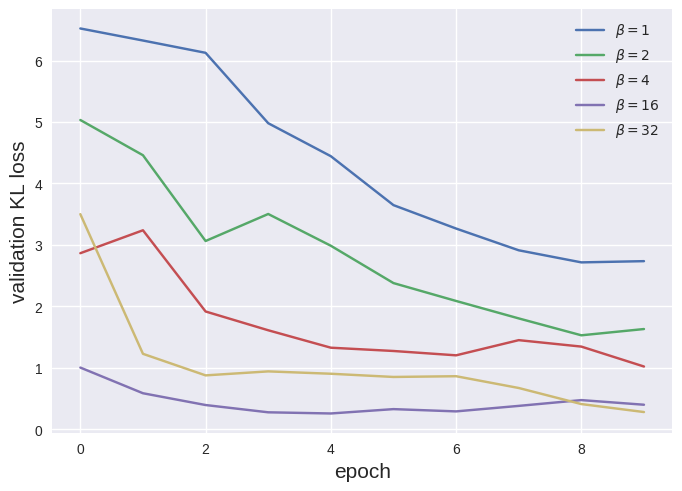 β = 1
β = 2
β = 4
β = 16
β = 32
6
5
4
3
2
1
0
validation KL loss
0 2 4 6 8
epoch